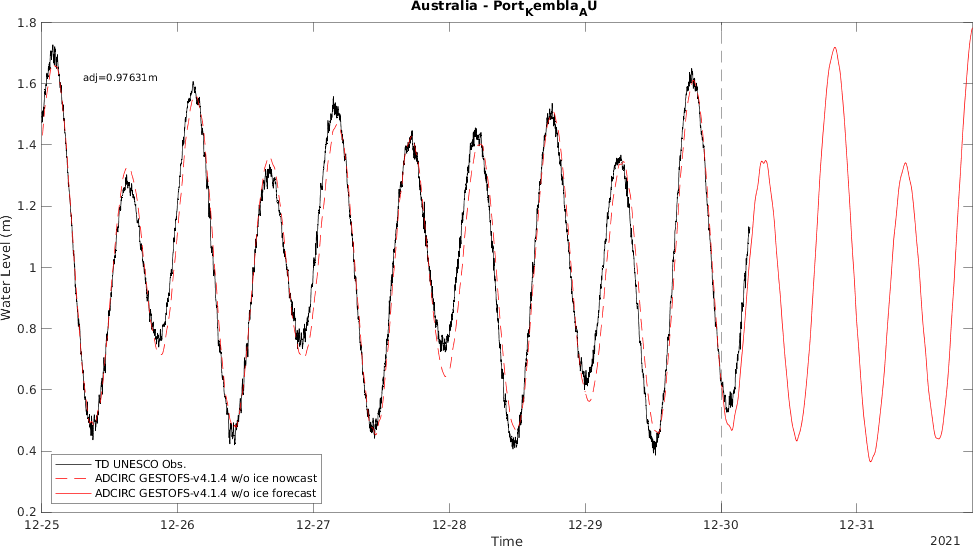 Australia - PortKemblaAU
1.8
adj=0.97631m
1.6
1.4
1.2
1
0.8
0.6
0.4
0.2
Water Level (m)
TD UNESCO Obs.
ADCIRC GESTOFS-v4.1.4 w/o ice nowcast
ADCIRC GESTOFS-v4.1.4 w/o ice forecast
12-25 12-26 12-27 12-28 12-29 12-30 12-31
Time
2021